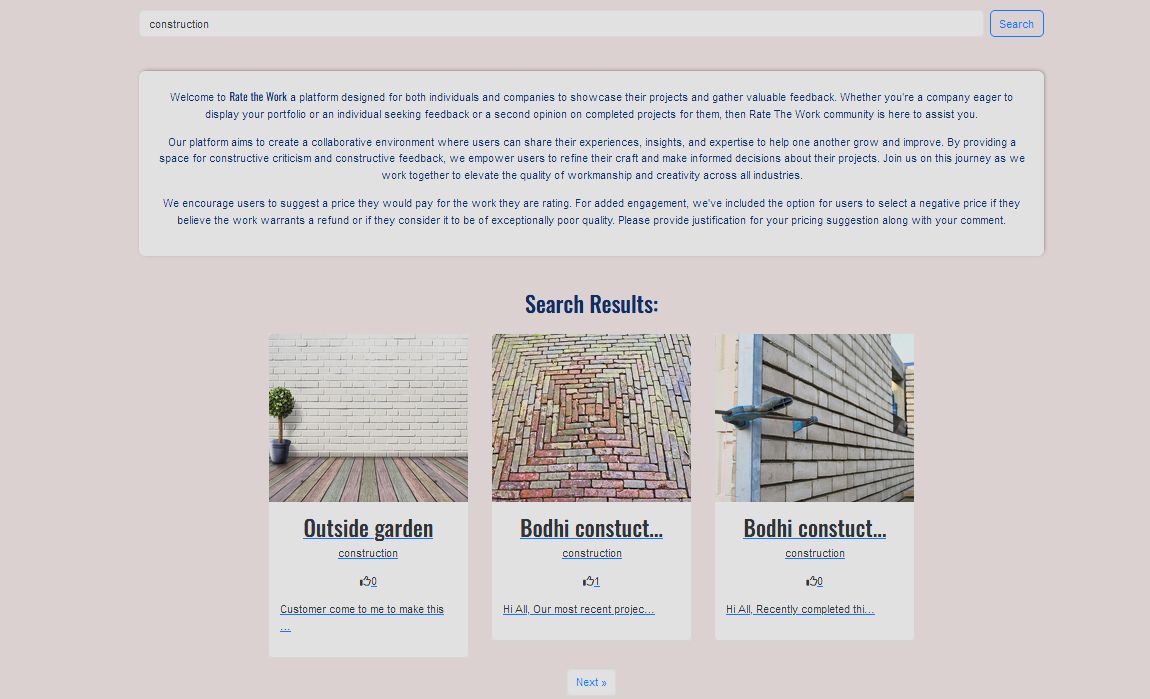 construction
Search
Welcome to Rate the Work a platform designed for both individuals and companies to showcase their projects and gather valuable feedback. Whether you're a company eager to
display your portfolio or an individual seeking feedback or a second opinion on completed projects for them, then Rate The Work community is here to assist you.
Our platform aims to create a collaborative environment where users can share their experiences, insights, and expertise to help one another grow and improve. By providing a
space for constructive criticism and constructive feedback, we empower users to refine their craft and make informed decisions about their projects. Join us on this journey as we
work together to elevate the quality of workmanship and creativity across all industries.
We encourage users to suggest a price they would pay for the work they are rating. For added engagement, we've included the option for users to select a negative price if they
believe the work warrants a refund or if they consider it to be of exceptionally poor quality. Please provide justification for your pricing suggestion along with your comment.
Search Results:
Outside garden
construction
0
Customer come to me to make this
...
Bodhi constuct...
construction
1
Hi All, Our most recent projec...
Bodhi constuct...
construction
0
Hi All, Recently completed thi...
Next »